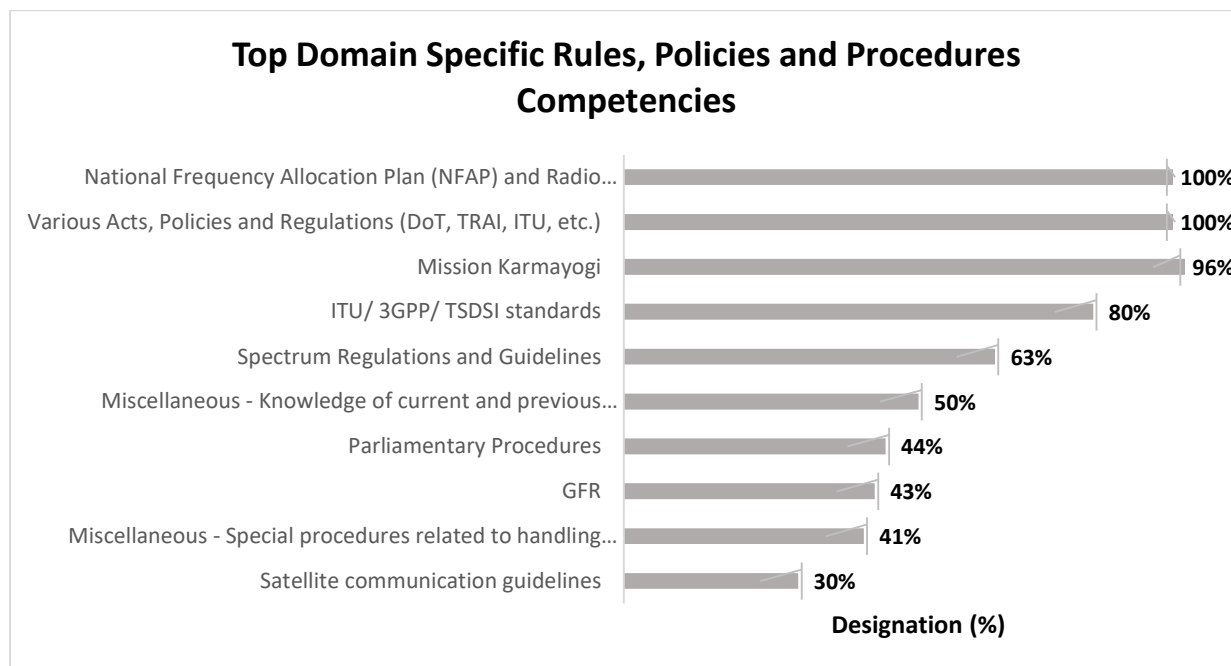 Top Domain Specific Rules, Policies and Procedures
Competencies
National Frequency Allocation Plan (NFAP) and Radio... 100%
Various Acts, Policies and Regulations (DoT, TRAI, ITU, etc.) 100%
Mission Karmayogi 96%
ITU/ 3GPP/ TSDSI standards 80%
Spectrum Regulations and Guidelines 63%
Miscellaneous - Knowledge of current and previous... 50%
Parliamentary Procedures 44%
GFR 43%
Miscellaneous - Special procedures related to handling... 41%
Satellite communication guidelines 30%
Designation (%)